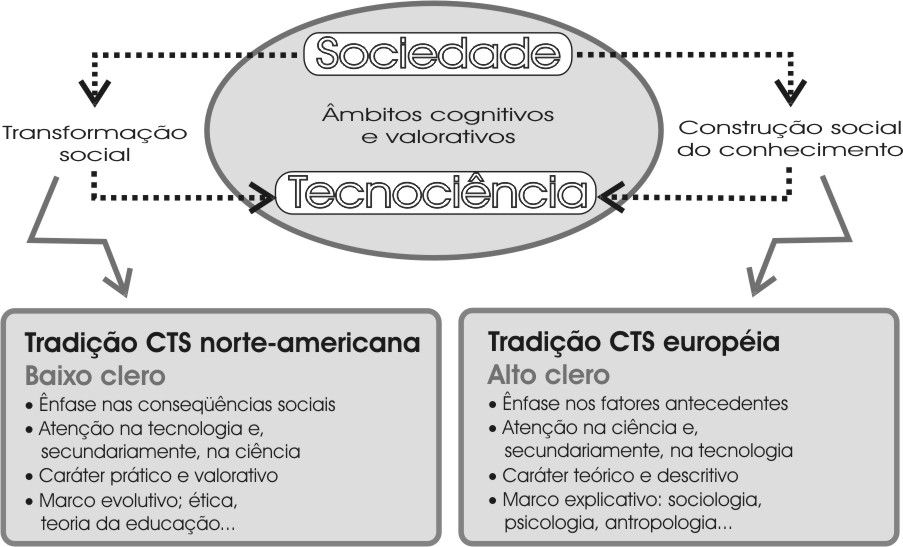 Sociedade
Âmbitos cognitivos
e valorativos
Transformação
social
Construção social
do conhecimento
Tecnociência
Tradição CTS norte-americana
Baixo clero
• Ênfase nas conseqüências sociais
• Atenção na tecnologia e,
secundariamente, na ciência
• Caráter prático e valorativo
• Marco evolutivo; ética,
teoria da educação...
Tradição CTS européia
Alto clero
• Ênfase nos fatores antecedentes
• Atenção na ciência e,
secundariamente, na tecnologia
• Caráter teórico e descritivo
• Marco explicativo: sociologia,
psicologia, antropologia...